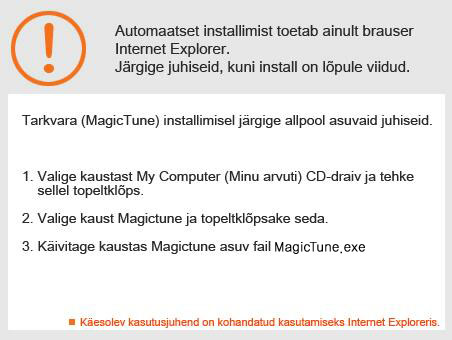 Automaatset installimist toetab ainult brauser
Internet Explorer.
Järgige juhiseid, kuni install on lõpule viidud.
Tarkvara (MagicTune) installimisel järgige allpool asuvaid juhiseid.
1. Valige kaustast My Computer (Minu arvuti) CD-draiv ja tehke
sellel topeltklõps.
2. Valige kaust Magictune ja topeltklõpsake seda.
3. Käivitage kaustas Magictune asuv fail MagicTune.exe
Käesolev kasutusjuhend on kohandatud kasutamiseks Internet Exploreris.